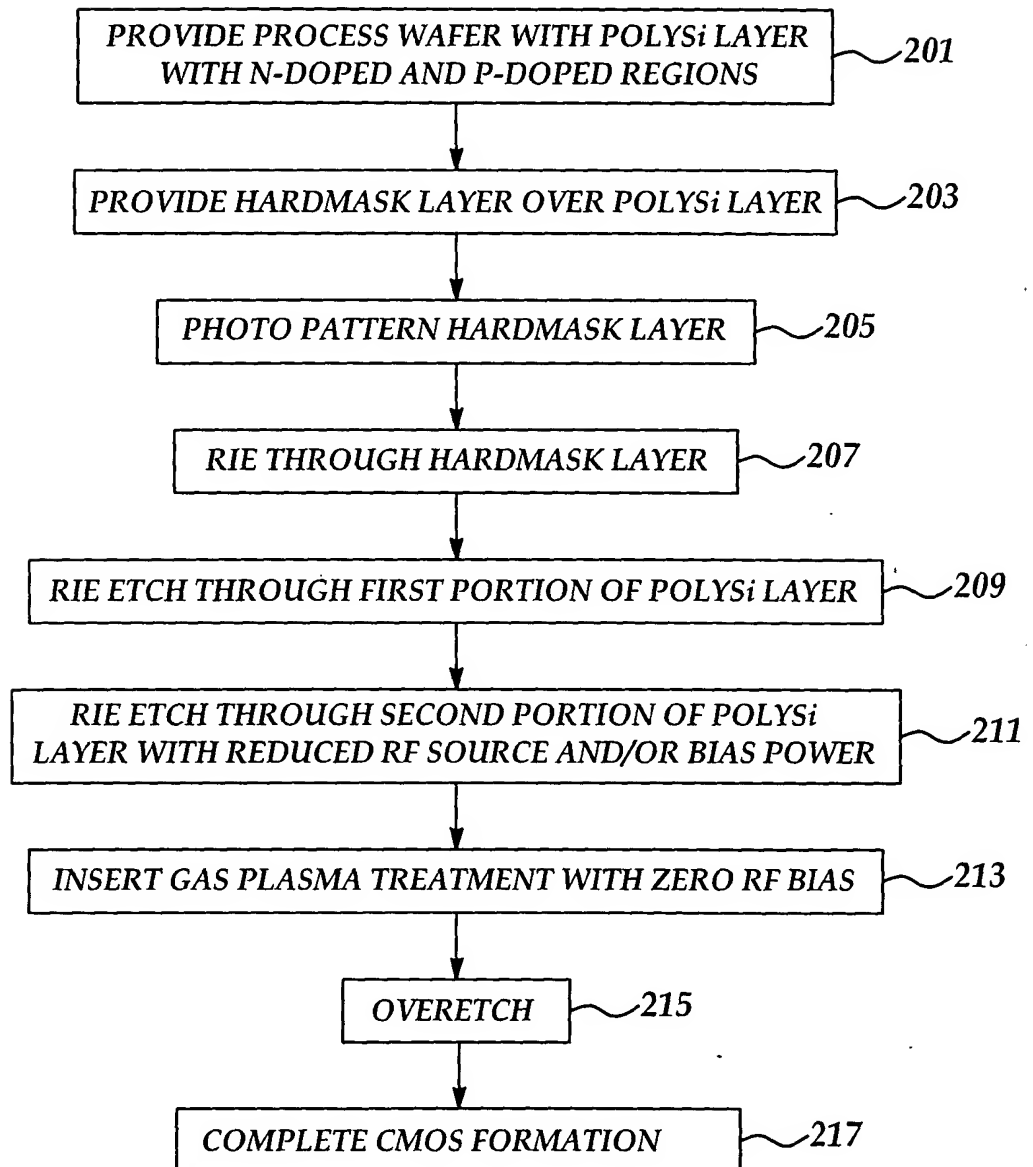 PROVIDE PROCESS WAFER WITH POLYSi LAYER
WITH N-DOPED AND P-DOPED REGIONS
201
PROVIDE HARDMASK LAYER OVER POLYSi LAYER
203
PHOTO PATTERN HARDMASK LAYER
205
RIE THROUGH HARDMASK LAYER
207
RIE ETCH THROUGH FIRST PORTION OF POLYSi LAYER
209
RIE ETCH THROUGH SECOND PORTION OF POLYSi
LAYER WITH REDUCED RF SOURCE AND/OR BIAS POWER
211
INSERT GAS PLASMA TREATMENT WITH ZERO RF BIAS
213
OVERETCH
215
COMPLETE CMOS FORMATION
217